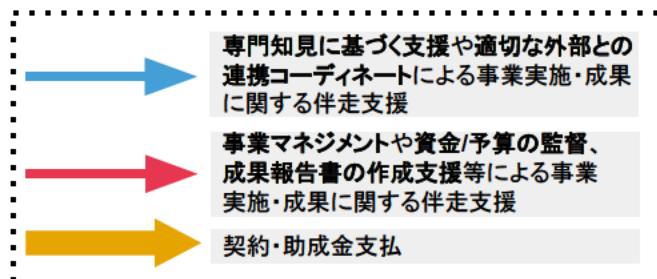 専門知見に基づく支援や適切な外部との
連携コーディネートによる事業実施・成果
に関する伴走支援
事業マネジメントや資金/予算の監督、
成果報告書の作成支援等による事業
実施・成果に関する伴走支援
契約・助成金支払